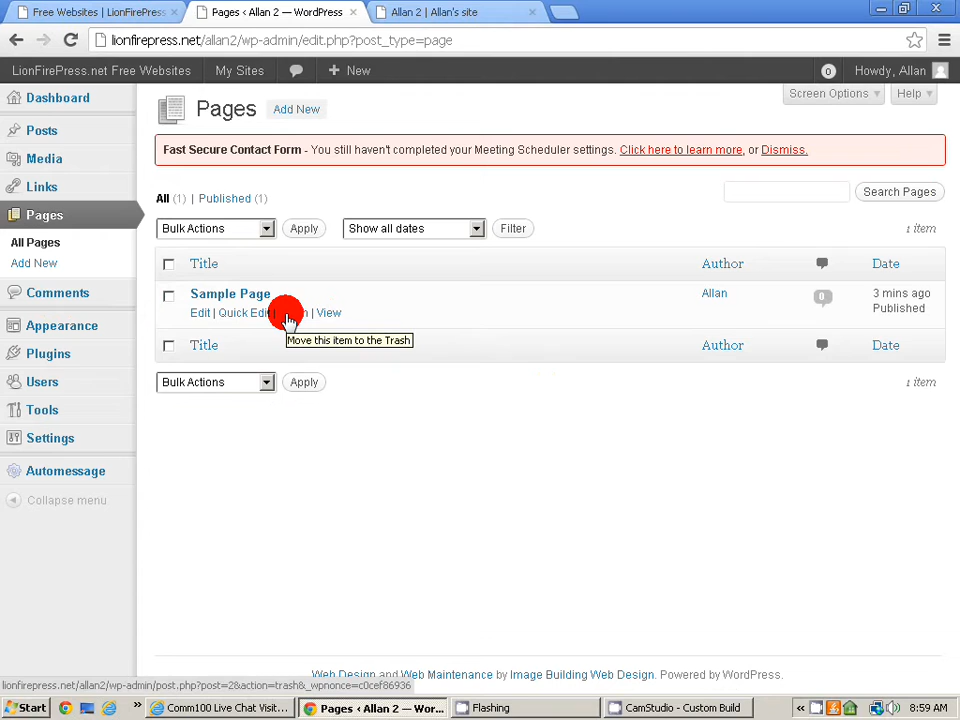 Free Websites | LionFirePress
Pages ‹ Allan 2 — WordPress
Allan 2 | Allan's site
lionfirepress.net/allan2/wp-admin/edit.php?post_type=page
LionFirePress.net Free Websites
My Sites
New
0
Howdy, Allan
Dashboard
Posts
Media
Links
Pages
All Pages
Add New
Comments
Appearance
Plugins
Users
Tools
Settings
Automessage
Collapse menu
Screen Options
Help
Pages
Add New
Fast Secure Contact Form - You still haven't completed your Meeting Scheduler settings. Click here to learn more, or Dismiss.
All (1) | Published (1)
Search Pages
Bulk Actions
Apply
Show all dates
Filter
1 item
Title
Author
Date
Sample Page
Allan
0
3 mins ago
Published
Edit | Quick Edit | | View
Move this item to the Trash
Title
Author
Date
Bulk Actions
Apply
1 item
Web Design and Web Maintenance by Image Building Web Design. Powered by WordPress.
lionfirepress.net/allan2/wp-admin/post.php?post=2&action=trash&_wpnonce=c0cef86936
Start
Comm100 Live Chat Visit...
Pages ‹ Allan 2 — Wor...
Flashing
CamStudio - Custom Build
8:59 AM